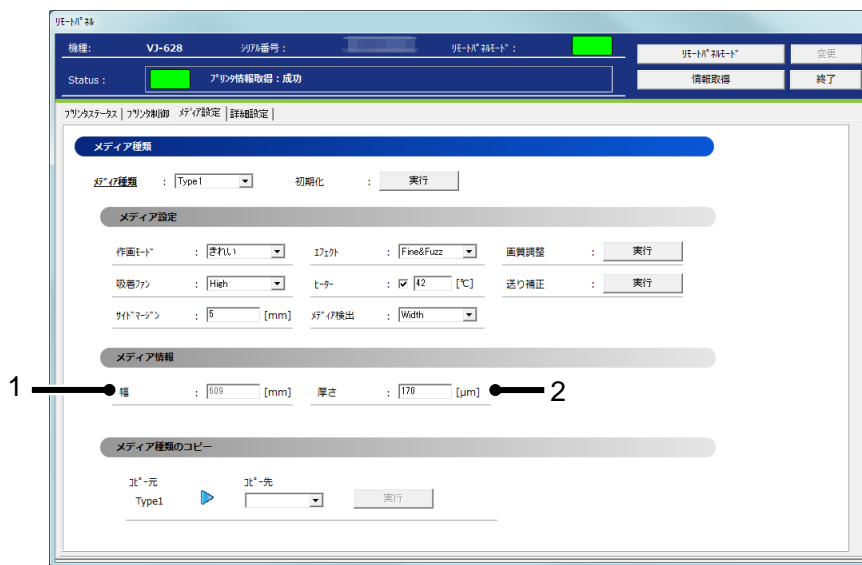 ﾘﾓｰﾄﾊﾟﾈﾙ
機種: VJ-628 ｼﾘｱﾙ番号： ﾘﾓｰﾄﾊﾟﾈﾙﾓｰﾄﾞ： ﾘﾓｰﾄﾊﾟﾈﾙﾓｰﾄﾞ 変更
Status： ﾌﾟﾘﾝﾀ情報取得：成功 情報取得 終了
ﾌﾟﾘﾝﾀｽﾃｰﾀｽ ﾌﾟﾘﾝﾀ制御 ﾒﾃﾞｨｱ設定 詳細設定
メディア種類
ﾒﾃﾞｨｱ種類 : Type1 初期化 : 実行
メディア設定
作画ﾓｰﾄﾞ : きれい ｴﾌｪｸﾄ : Fine&Fuzz 画質調整 : 実行
吸着ﾌｧﾝ : High ﾋｰﾀｰ : 42 [℃] 送り補正 : 実行
ｻｲﾄﾞﾏｰｼﾞﾝ : 5 [mm] ﾒﾃﾞｨｱ検出 : Width
メディア情報
1 幅 : 609 [mm] 厚さ : 170 [μm] 2
メディア種類のコピー
ｺﾋﾟｰ元 ｺﾋﾟｰ先
Type1 実行